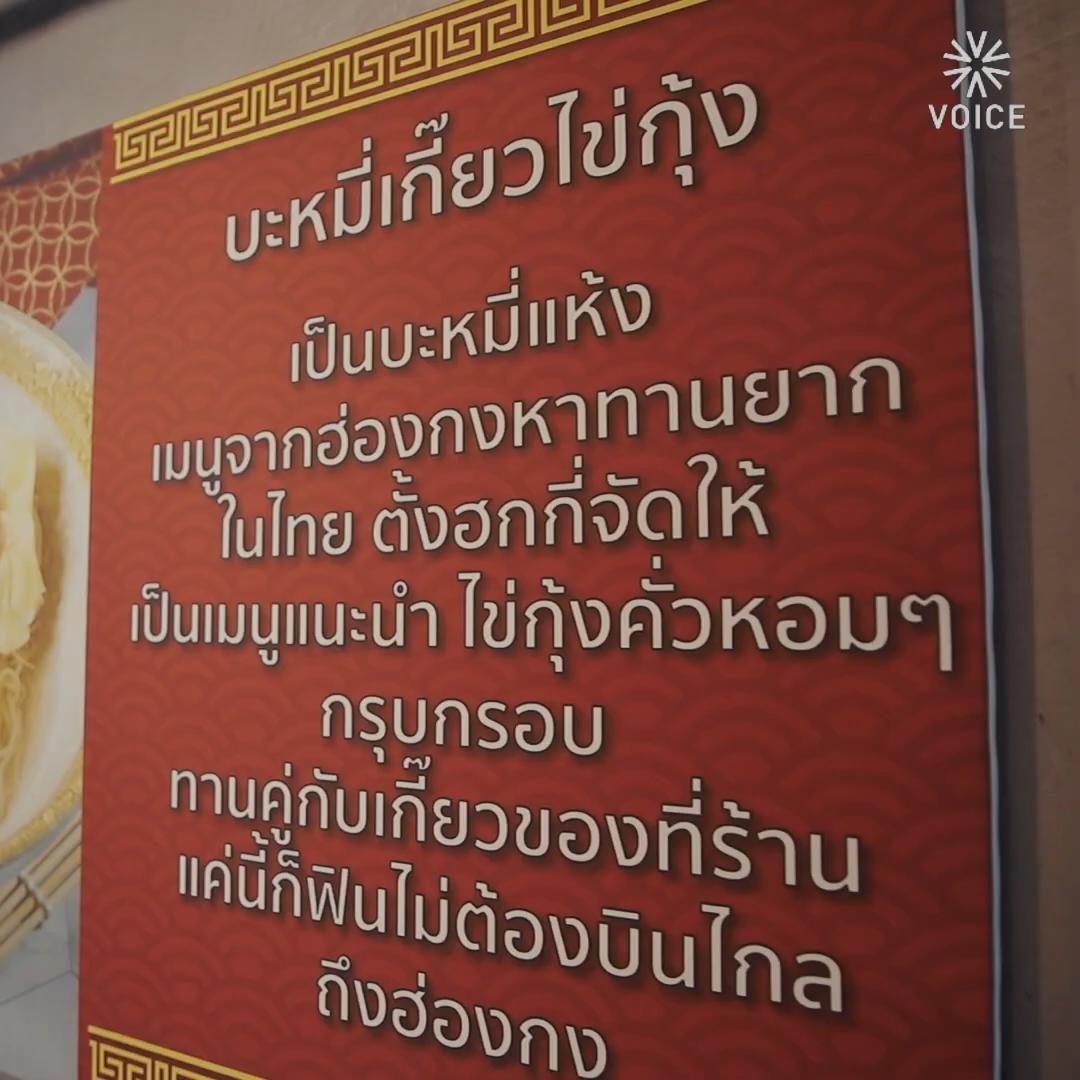 VOICE
บะหมี่เกี๊ยวไข่กุ้ง
เป็นบะหมี่แห้ง
เมนูจากฮ่องกงหาทานยาก
ในไทย ตั้งฮกกี่จัดให้
เป็นเมนูแนะนำ ไข่กุ้งคั่วหอมๆ
กรุบกรอบ
ทานคู่กับเกี๊ยวของที่ร้าน
แค่นี้ก็ฟินไม่ต้องบินไกล
ถึงฮ่องกง